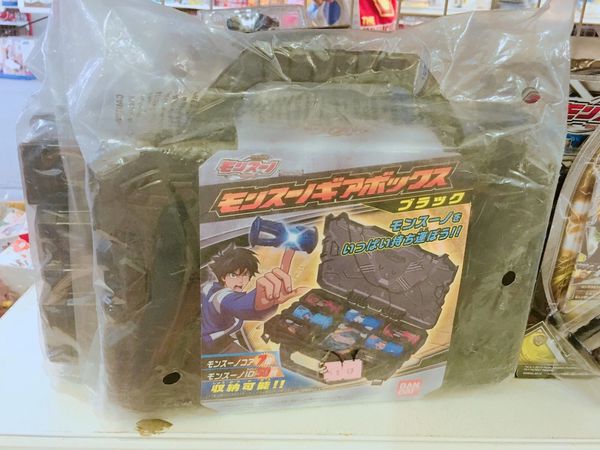 モンスーノ
モンスーノギアボックス
ブラック
モンスーノを
いっぱい持ち運ぼう!!
モンスーノコア
モンスーノID
収納可能!!
BAN
DAI